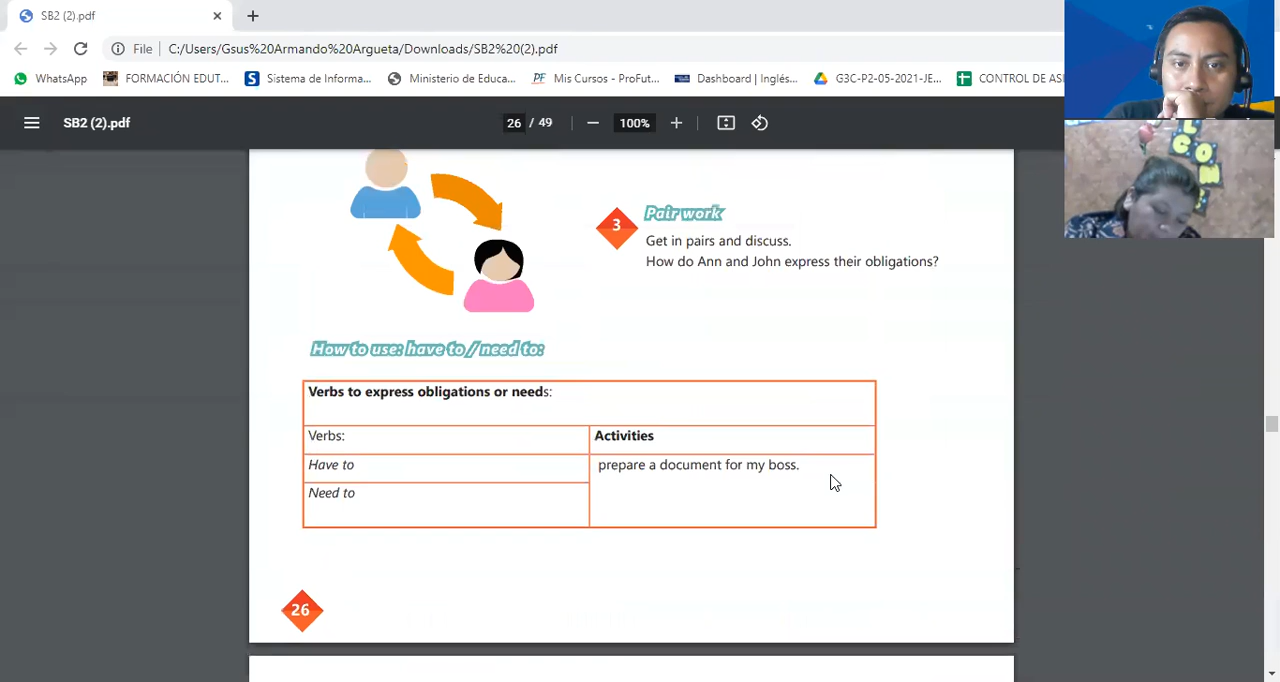 SB2 (2).pdf
File
C:/Users/Gsus%20Armando%20Argueta/Downloads/SB2%20(2).pdf
WhatsApp
FORMACIÓN EDUT...
Sistema de Informa...
Ministerio de Educa...
Mis Cursos - ProFut...
Dashboard | Inglés...
G3C-P2-05-2021-JE...
CONTROL DE ASI
SB2 (2).pdf
26 / 49
100%
3
Pair work
Get in pairs and discuss.
How do Ann and John express their obligations?
How to use: have to / need to:
Verbs to express obligations or needs:
Verbs:
Activities
Have to
prepare a document for my boss.
Need to
26